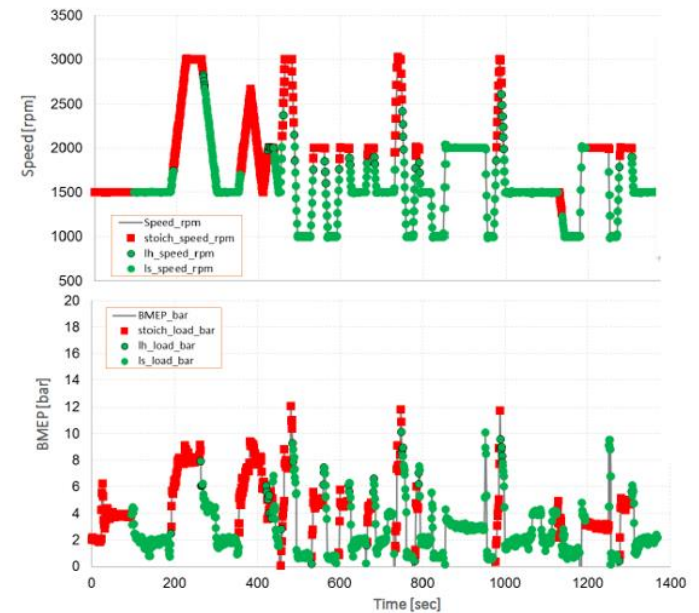 3500
3000
2500
2000
1500
1000
500
Speed [rpm]
Speed_rpm
stoich_speed_rpm
lh_speed_rpm
ls_speed_rpm
20
18
16
14
12
10
8
6
4
2
0
BMEP [bar]
BMEP_bar
stoich_load_bar
lh_load_bar
ls_load_bar
0 200 400 600 800 1000 1200 1400
Time [sec]